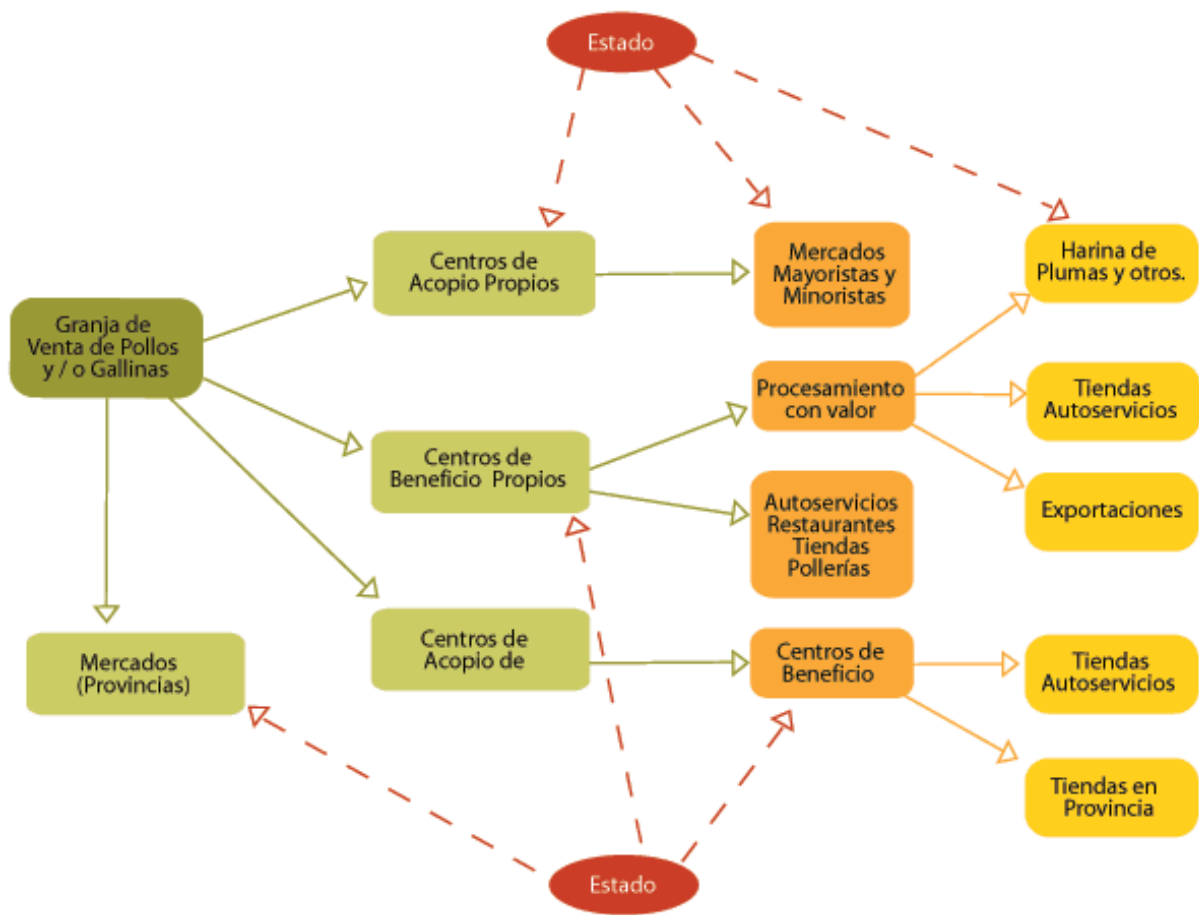 Estado
Centros de
Acopio Propios
Mercados
Mayoristas y
Minoristas
Harina de
Plumas y otros.
Granja de
Venta de Pollos
y / o Gallinas
Procesamiento
con valor
Tiendas
Autoservicios
Centros de
Beneficio Propios
Autoservicios
Restaurantes
Tiendas
Pollerías
Exportaciones
Mercados
(Provincias)
Centros de
Acopio de
Centros de
Beneficio
Tiendas
Autoservicios
Tiendas en
Provincia
Estado